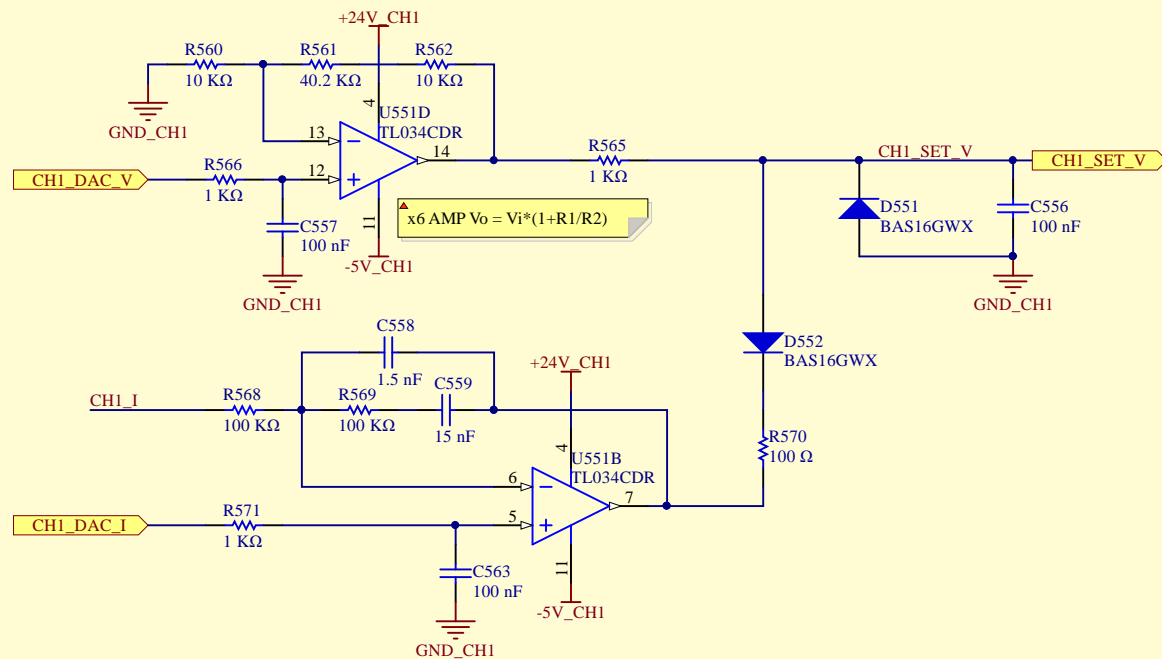 +24V_CH1
R560
10 KΩ
R561
40.2 KΩ
R562
10 KΩ
GND_CH1
4
U551D
TL034CDR
13
12
14
11
CH1_DAC_V
R566
1 KΩ
C557
100 nF
GND_CH1
-5V_CH1
x6 AMP Vo = Vi*(1+R1/R2)
R565
1 KΩ
CH1_SET_V
CH1_SET_V
D551
BAS16GWX
C556
100 nF
GND_CH1
D552
BAS16GWX
R570
100 Ω
C558
1.5 nF
C559
15 nF
CH1_I
R568
100 KΩ
R569
100 KΩ
+24V_CH1
4
U551B
TL034CDR
6
5
7
11
CH1_DAC_I
R571
1 KΩ
C563
100 nF
GND_CH1
-5V_CH1